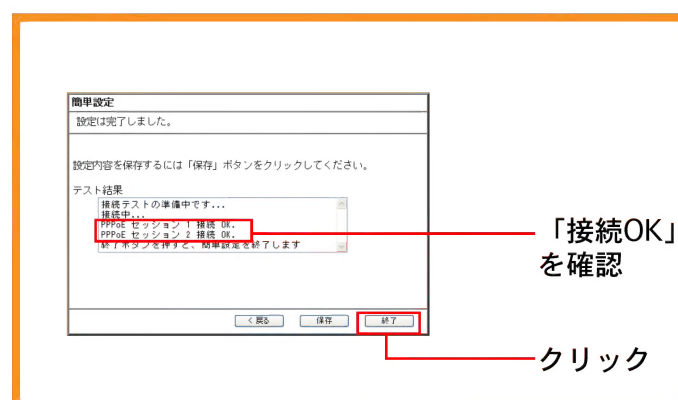 簡単設定
設定は完了しました。
設定内容を保存するには「保存」ボタンをクリックしてください。
テスト結果
接続テストの準備中です...
接続中...
PPPoE セッション 1 接続 OK.
PPPoE セッション 2 接続 OK.
終了ボタンを押すと、簡単設定を終了します
「接続OK」
を確認
< 戻る
保存
終了
クリック